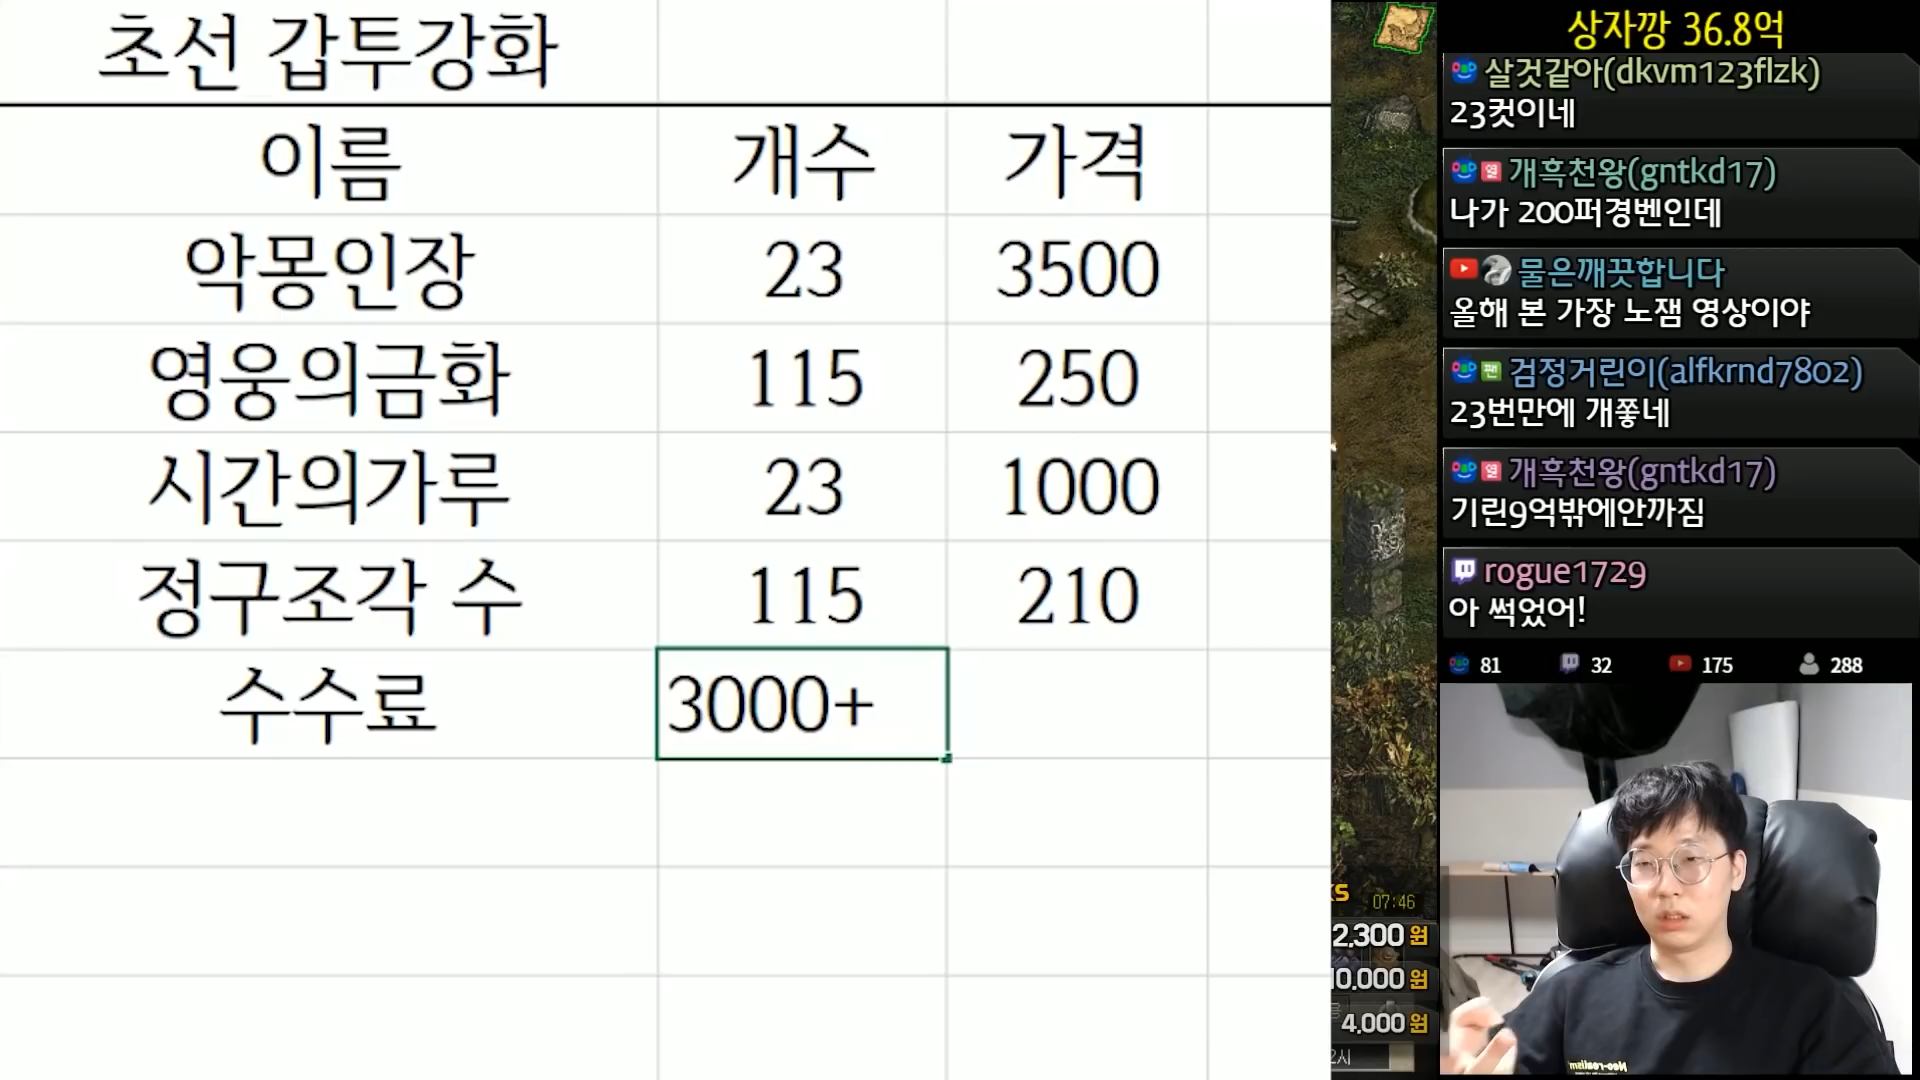 초선 갑투강화
이름 개수 가격
악몽인장 23 3500
영웅의금화 115 250
시간의가루 23 1000
정구조각 수 115 210
수수료 3000+
07:46
2,300 원
10,000 원
4,000 원
2시
상자깡 36.8억
살것같아(dkvm123flzk)
23컷이네
열 개흑천왕(gntkd17)
나가 200퍼경벤인데
물은깨끗합니다
올해 본 가장 노잼 영상이야
팬 검정거린이(alfkrnd7802)
23번만에 개쫗네
열 개흑천왕(gntkd17)
기린9억밖에안까짐
rogue1729
아 썩었어!
81 32 175 288
Neo-realism